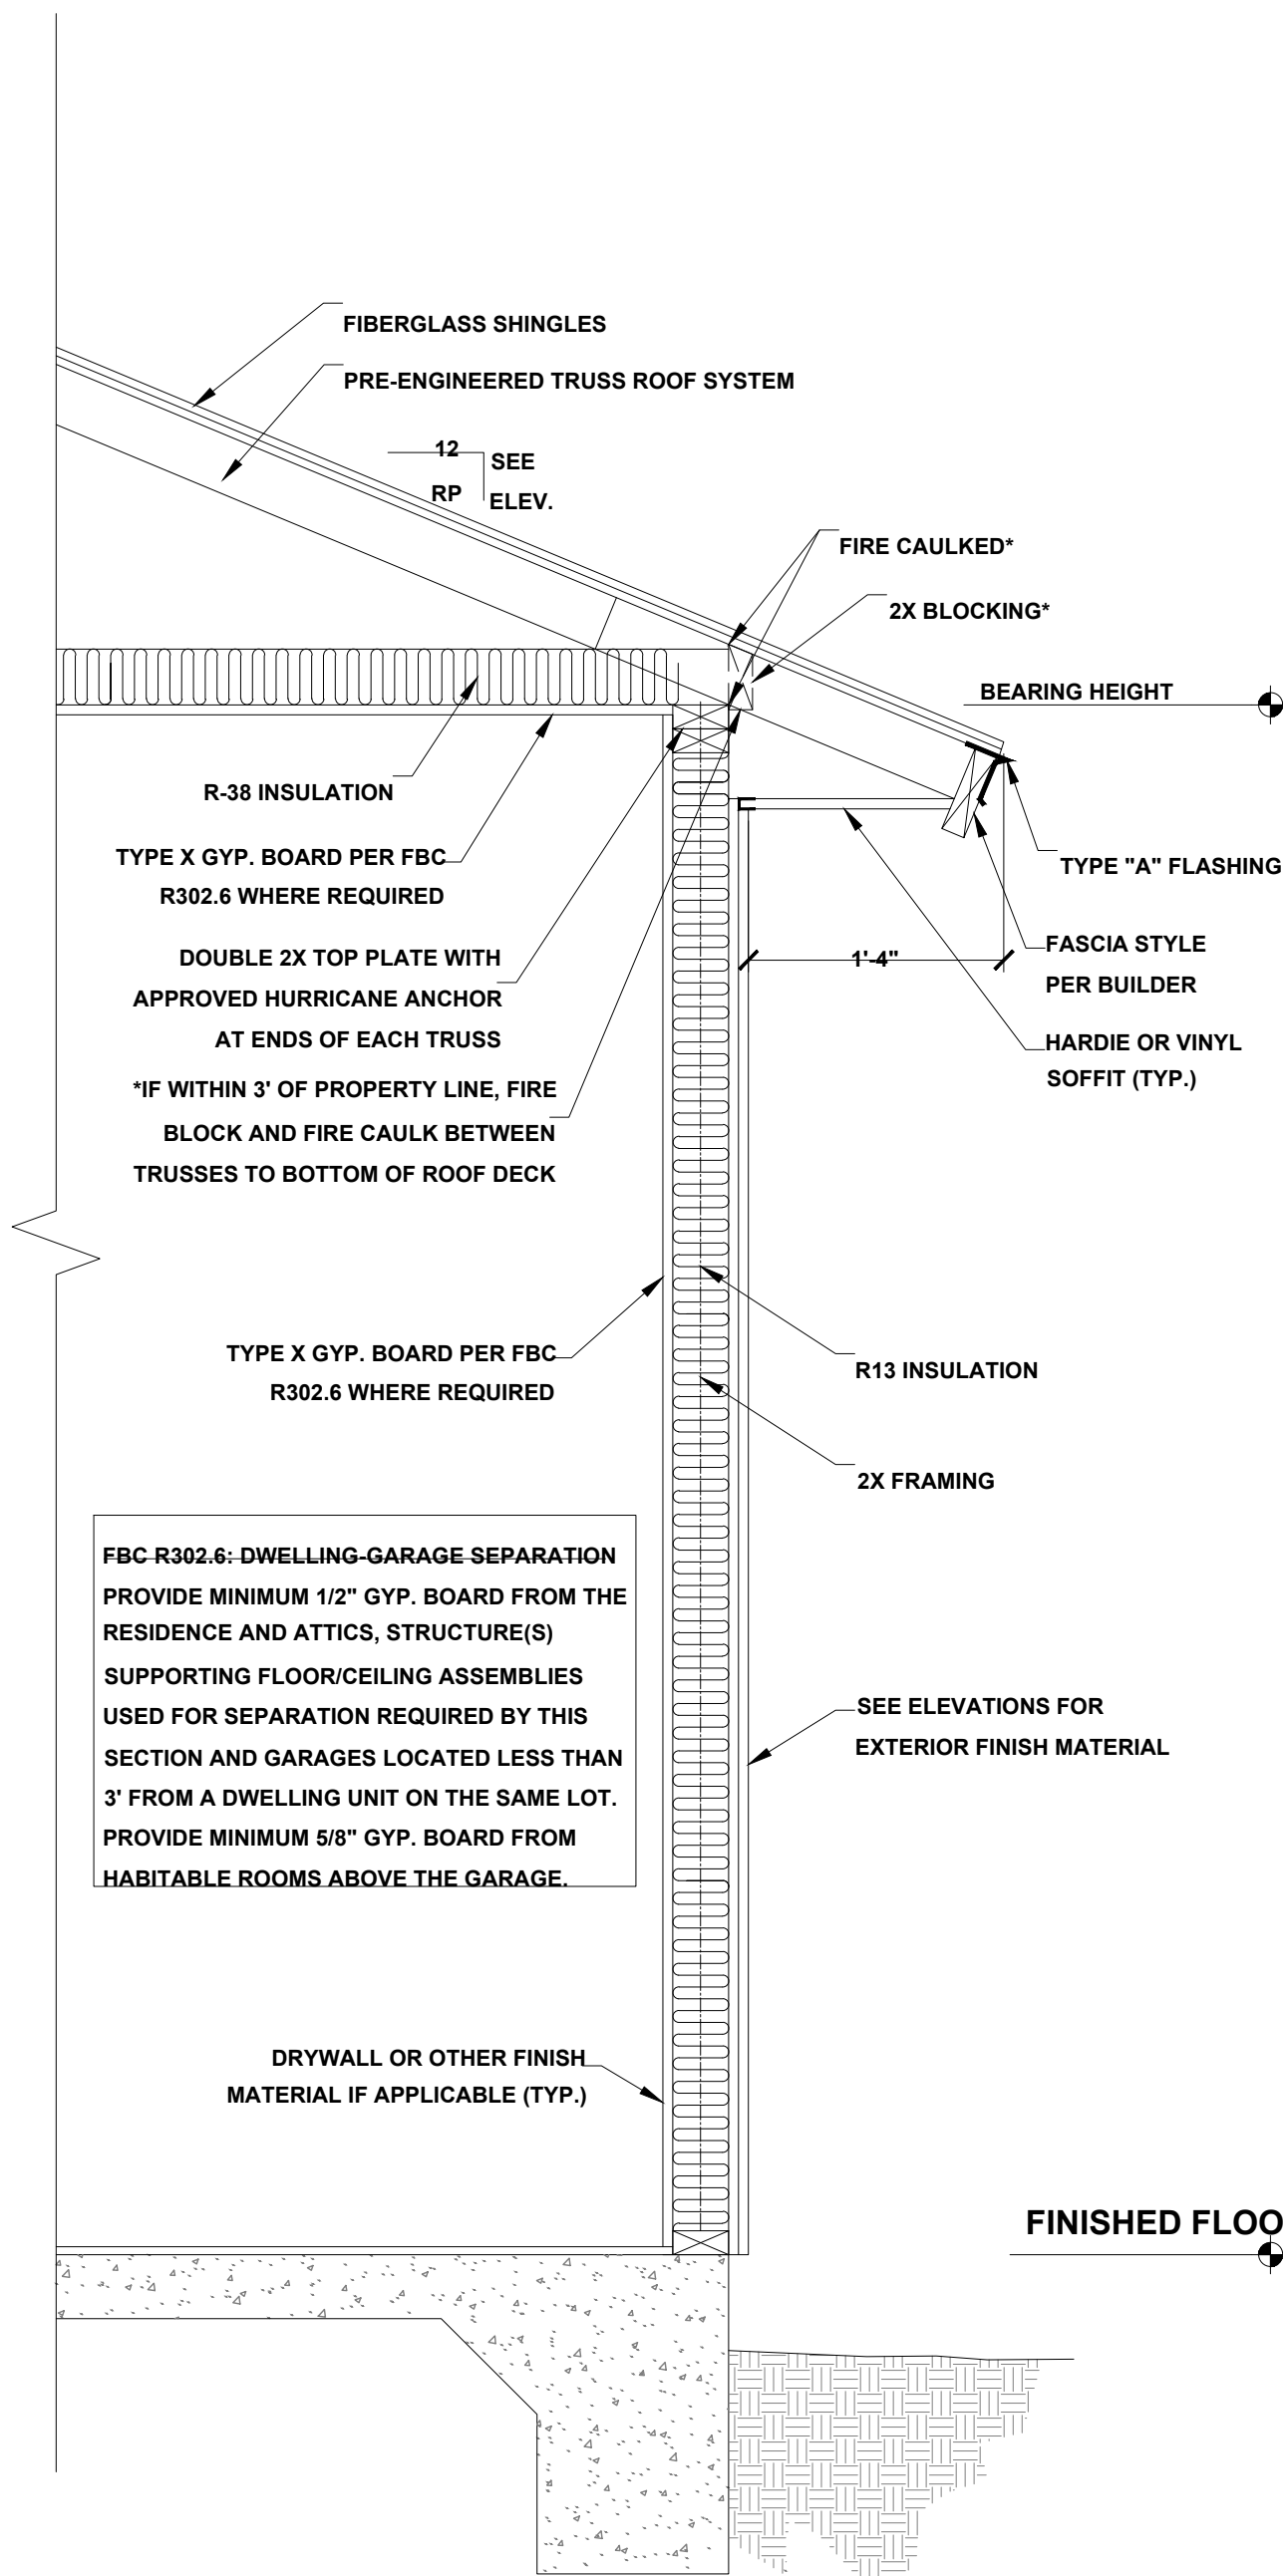 FIBERGLASS SHINGLES
PRE-ENGINEERED TRUSS ROOF SYSTEM
12
SEE
RP
ELEV.
FIRE CAULKED*
2X BLOCKING*
BEARING HEIGHT
R-38 INSULATION
TYPE X GYP. BOARD PER FBC
R302.6 WHERE REQUIRED
TYPE "A" FLASHING
DOUBLE 2X TOP PLATE WITH
APPROVED HURRICANE ANCHOR
AT ENDS OF EACH TRUSS
1'-4"
FASCIA STYLE
PER BUILDER
HARDIE OR VINYL
SOFFIT (TYP.)
*IF WITHIN 3' OF PROPERTY LINE, FIRE
BLOCK AND FIRE CAULK BETWEEN
TRUSSES TO BOTTOM OF ROOF DECK
TYPE X GYP. BOARD PER FBC
R302.6 WHERE REQUIRED
R13 INSULATION
2X FRAMING
FBC R302.6: DWELLING-GARAGE SEPARATION
PROVIDE MINIMUM 1/2" GYP. BOARD FROM THE
RESIDENCE AND ATTICS, STRUCTURE(S)
SUPPORTING FLOOR/CEILING ASSEMBLIES
USED FOR SEPARATION REQUIRED BY THIS
SECTION AND GARAGES LOCATED LESS THAN
3' FROM A DWELLING UNIT ON THE SAME LOT.
PROVIDE MINIMUM 5/8" GYP. BOARD FROM
HABITABLE ROOMS ABOVE THE GARAGE.
SEE ELEVATIONS FOR
EXTERIOR FINISH MATERIAL
DRYWALL OR OTHER FINISH
MATERIAL IF APPLICABLE (TYP.)
FINISHED FLOO